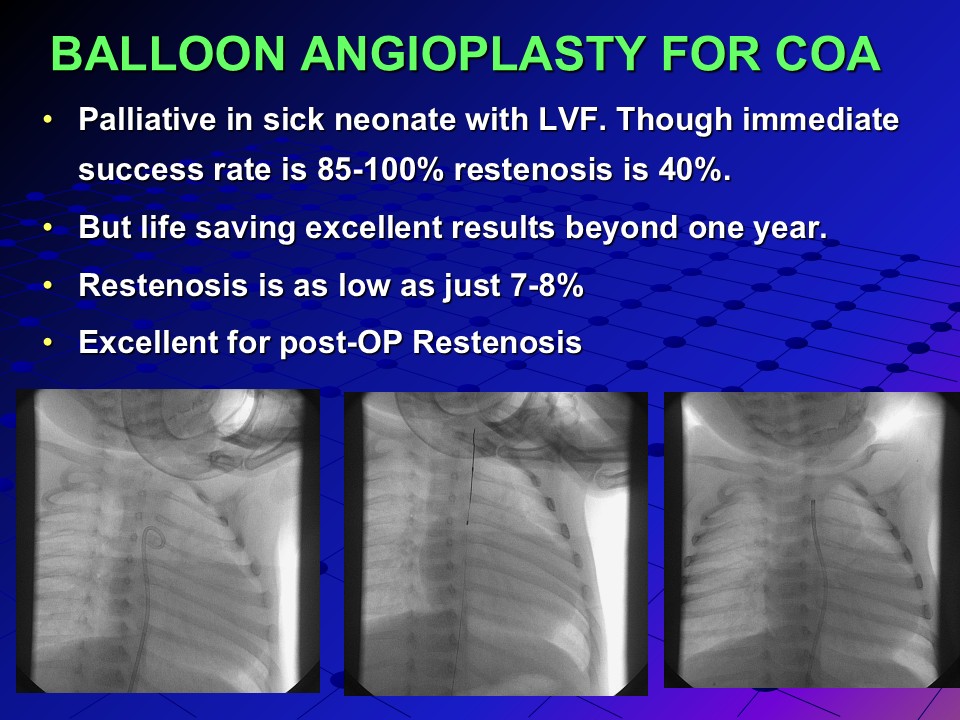 BALLOON ANGIOPLASTY FOR COA
• Palliative in sick neonate with LVF. Though immediate
success rate is 85-100% restenosis is 40%.
• But life saving excellent results beyond one year.
• Restenosis is as low as just 7-8%
• Excellent for post-OP Restenosis